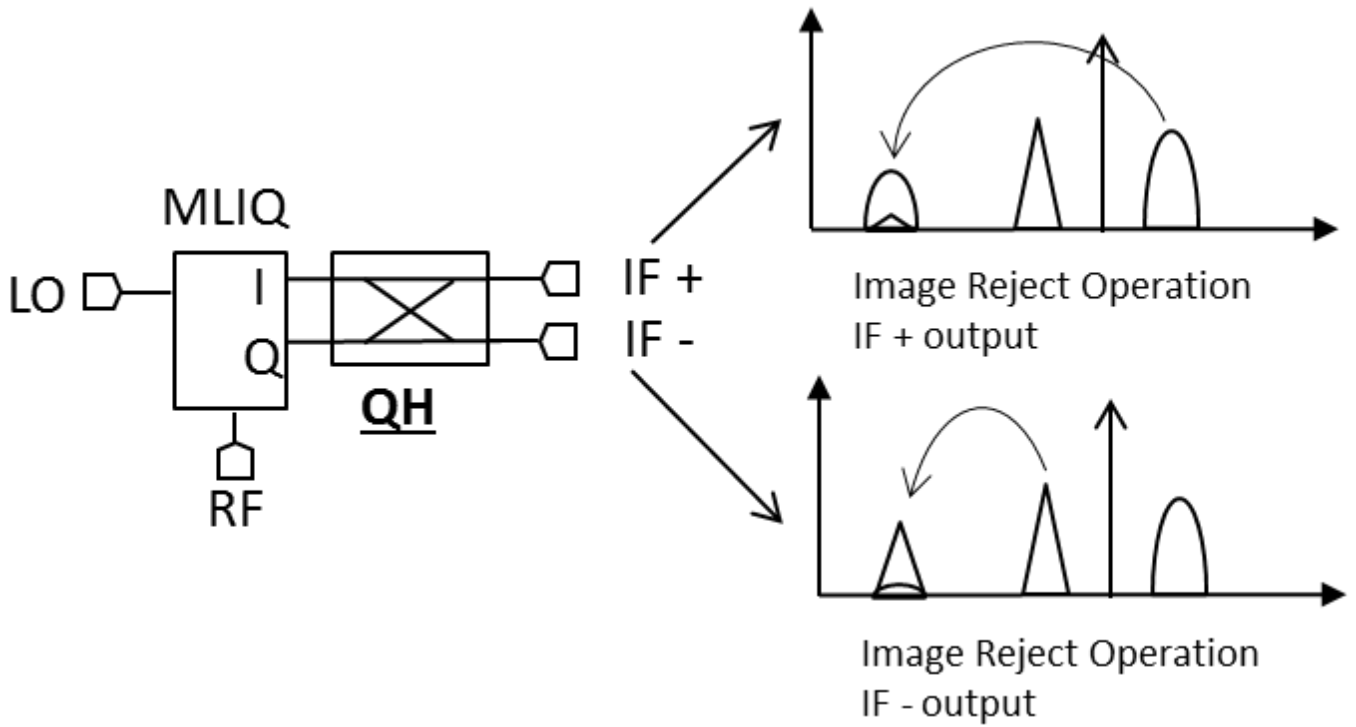 MLIQ
LO
I
Q
QH
RF
IF +
IF -
Image Reject Operation
IF + output
Image Reject Operation
IF - output